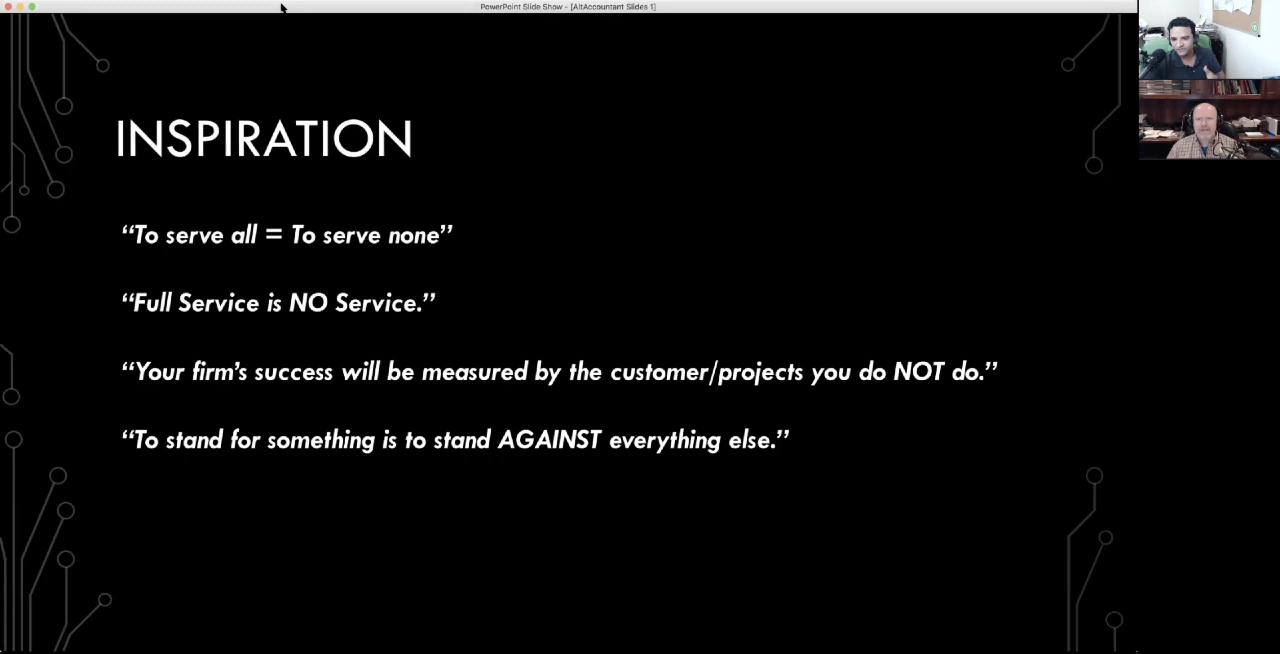 PowerPoint Slide Show - [AltAccountant Slides 1]
INSPIRATION
“To serve all = To serve none”
“Full Service is NO Service.”
“Your firm’s success will be measured by the customer/projects you do NOT do.”
“To stand for something is to stand AGAINST everything else.”